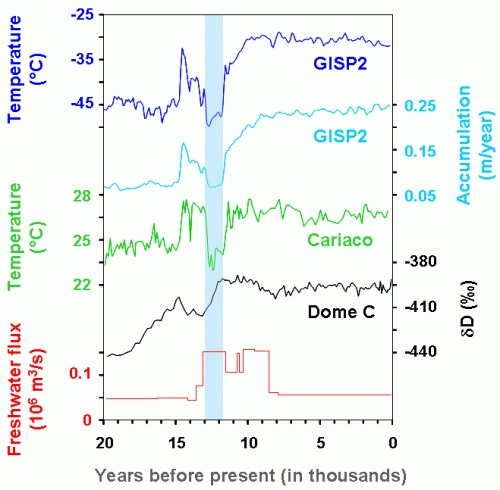 Temperature
(°C)
-25
-45
GISP2
GISP2
0.25
0.15
0.05
Accumulation
(m/year)
Temperature
(°C)
28
25
22
Cariaco
-380
-410
-440
δD (‰)
Dome C
Freshwater flux
(10⁶ m³/s)
0.1
0
20 15 10 5 0
Years before present (in thousands)